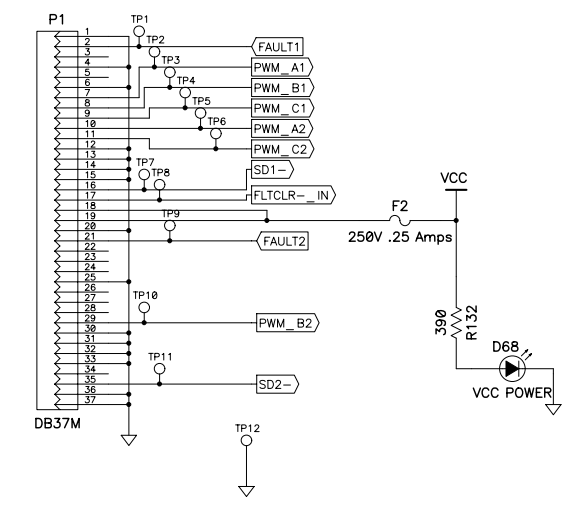 P1
TP1
1
2
FAULT1
TP2
3
TP3
4
PWM_A1
5
TP4
6
PWM_B1
7
TP5
8
PWM_C1
9
TP6
10
PWM_A2
11
12
PWM_C2
13
TP7
14
TP8
SD1-
15
16
VCC
17
FLTCLR-_IN
18
F2
19
TP9
20
250V .25 Amps
21
FAULT2
22
23
24
25
26
27
TP10
28
29
PWM_B2
390
R132
30
31
32
D68
33
TP11
34
35
SD2-
VCC POWER
36
37
DB37M
TP12